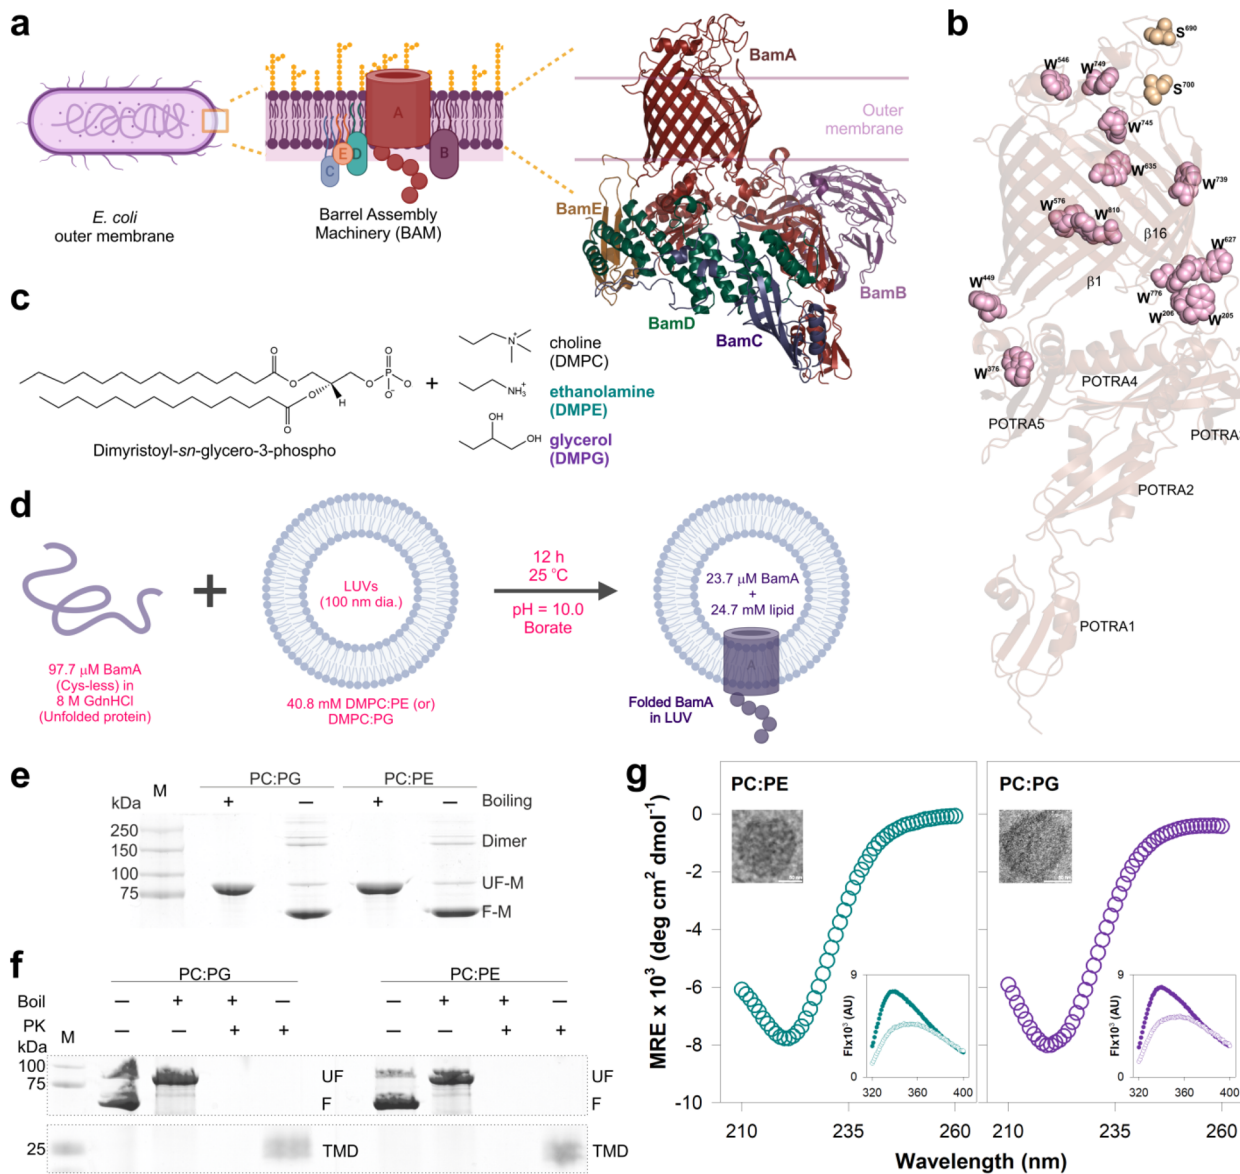 a
E. coli
outer membrane
A
B
C
D
E
Barrel Assembly
Machinery (BAM)
BamA
Outer
membrane
BamE
BamB
BamD
BamC
b
S690
W546
W749
S700
W745
W635
W739
W576
W810
β16
W627
β1
W449
W776
W206
W205
W376
POTRA4
POTRA5
POTRA3
POTRA2
POTRA1
c
O
O
O
O
O
P
O
O⁻
O
H
Dimyristoyl-sn-glycero-3-phospho
+
N⁺
choline
(DMPC)
NH₃⁺
ethanolamine
(DMPE)
OH
OH
glycerol
(DMPG)
d
97.7 μM BamA
(Cys-less) in
8 M GdnHCl
(Unfolded protein)
+
LUVs
(100 nm dia.)
40.8 mM DMPC:PE (or)
DMPC:PG
12 h
25 °C
pH = 10.0
Borate
23.7 μM BamA
+
24.7 mM lipid
A
Folded BamA
in LUV
e
PC:PG PC:PE
kDa M + – + – Boiling
250
150
100
75
Dimer
UF-M
F-M
f
PC:PG PC:PE
Boil – + + – – + + –
PK – – + + – – + +
kDa M
100
75
UF
F
UF
F
25 TMD TMD
g
MRE x 10³ (deg cm² dmol⁻¹)
0
-2
-4
-6
-8
-10
PC:PE
FIx10³ (AU)
9
0
320 360 400
210 235 260
PC:PG
FIx10³ (AU)
9
0
320 360 400
210 235 260
Wavelength (nm)